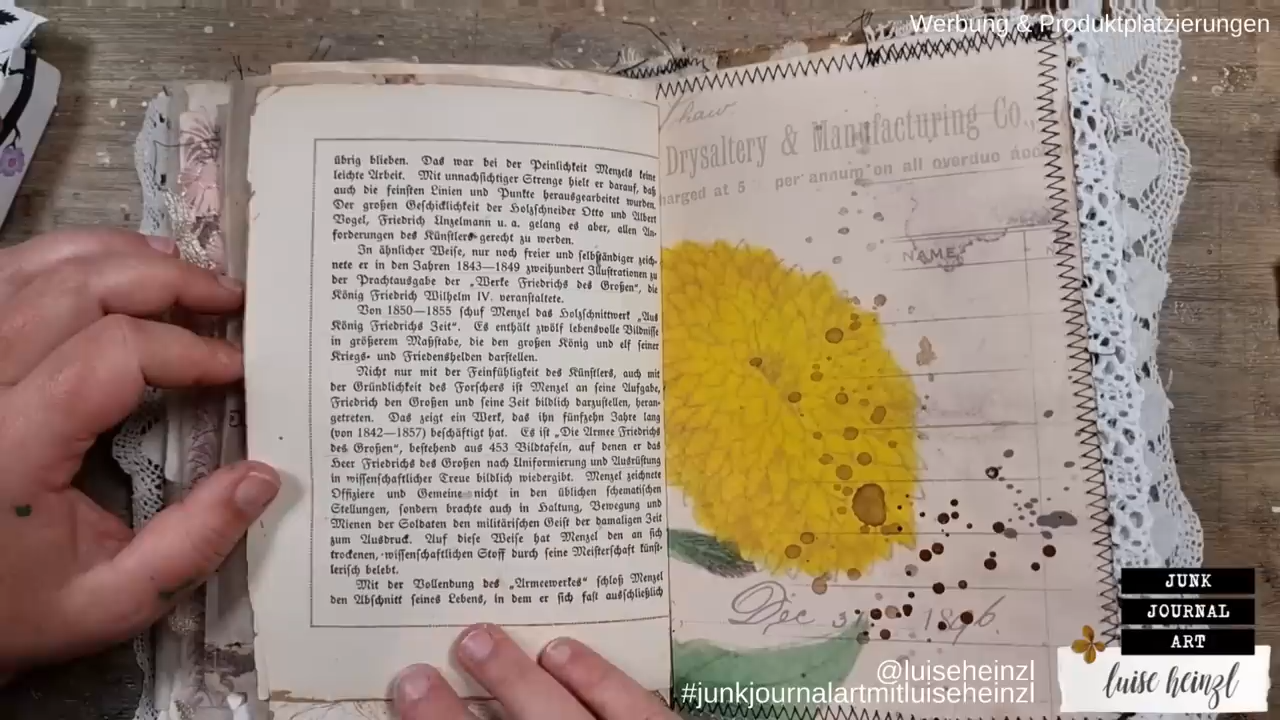 Werbung & Produktplatzierungen
übrig blieben. Das war bei der Peinlichkeit Menzels keine
leichte Arbeit. Mit unnachsichtiger Strenge hielt er darauf, daß
auch die feinsten Linien und Punkte herausgearbeitet wurden.
Der großen Geschicklichkeit der Holzschneider Otto und Albert
Vogel, Friedrich Unzelmann u. a. gelang es aber, allen An-
forderungen des Künstlers gerecht zu werden.
In ähnlicher Weise, nur noch freier und selbständiger zeich-
nete er in den Jahren 1843—1849 zweihundert Illustrationen zu
der Prachtausgabe der „Werke Friedrichs des Großen“, die
König Friedrich Wilhelm IV. veranstaltete.
Von 1850—1855 schuf Menzel das Holzschnittwerk „Aus
König Friedrichs Zeit“. Es enthält zwölf lebensvolle Bildnisse
in größerem Maßstabe, die den großen König und elf seiner
Kriegs- und Friedenshelden darstellen.
Nicht nur mit der Feinfühligkeit des Künstlers, auch mit
der Gründlichkeit des Forschers ist Menzel an seine Aufgabe,
Friedrich den Großen und seine Zeit bildlich darzustellen, heran-
getreten. Das zeigt ein Werk, das ihn fünfzehn Jahre lang
(von 1842—1857) beschäftigt hat. Es ist „Die Armee Friedrichs
des Großen“, bestehend aus 453 Bildtafeln, auf denen er das
Heer Friedrichs des Großen nach Uniformierung und Ausrüstung
in wissenschaftlicher Treue bildlich wiedergibt. Menzel zeichnete
Offiziere und Gemeine nicht in den üblichen schematischen
Stellungen, sondern brachte auch in Haltung, Bewegung und
Mienen der Soldaten den militärischen Geist der damaligen Zeit
zum Ausdruck. Auf diese Weise hat Menzel den an sich
trockenen, wissenschaftlichen Stoff durch seine Meisterschaft künst-
lerisch belebt.
Mit der Vollendung des „Armeewerkes“ schloß Menzel
den Abschnitt seines Lebens, in dem er sich fast ausschließlich
Drysaltery & Manufacturing Co.,
harged at 5 per annum on all overdue
NAME
Dec 31 1896.
JUNK
JOURNAL
ART
luise heinzl
@luiseheinzl
#junkjournalartmitluiseheinzl